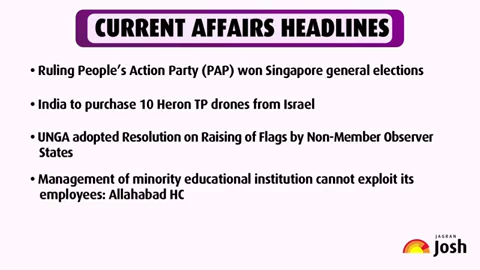 CURRENT AFFAIRS HEADLINES
• Ruling People's Action Party (PAP) won Singapore general elections
• India to purchase 10 Heron TP drones from Israel
• UNGA adopted Resolution on Raising of Flags by Non-Member Observer
States
• Management of minority educational institution cannot exploit its
employees: Allahabad HC
JAGRAN
Josh